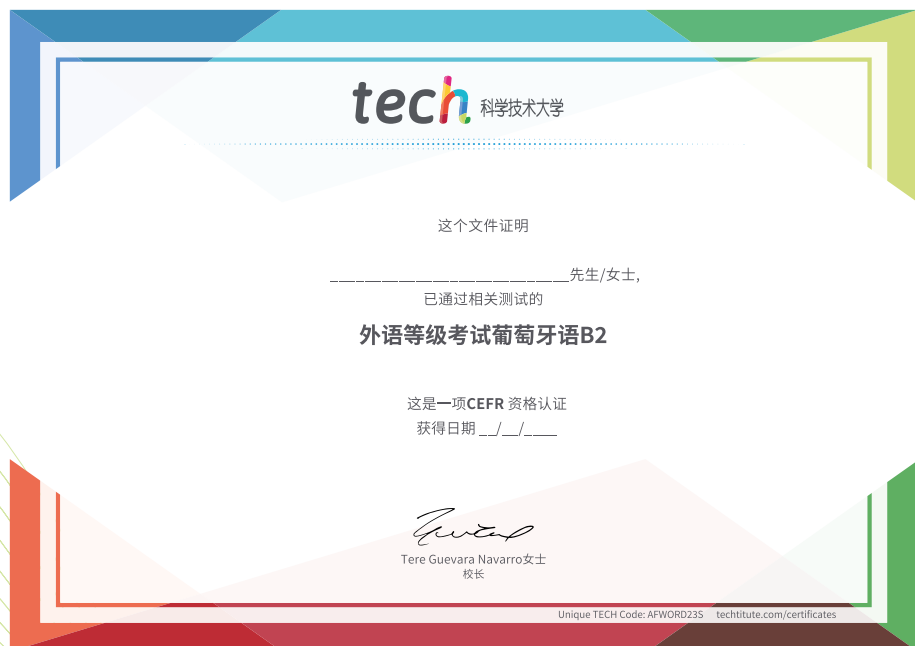 tech 科学技术大学
这个文件证明
____________________________先生/女士,
已通过相关测试的
外语等级考试葡萄牙语B2
这是一项CEFR 资格认证
获得日期 __/__/____
Tere Guevara Navarro女士
校长
Unique TECH Code: AFWORD23S techtitute.com/certificates